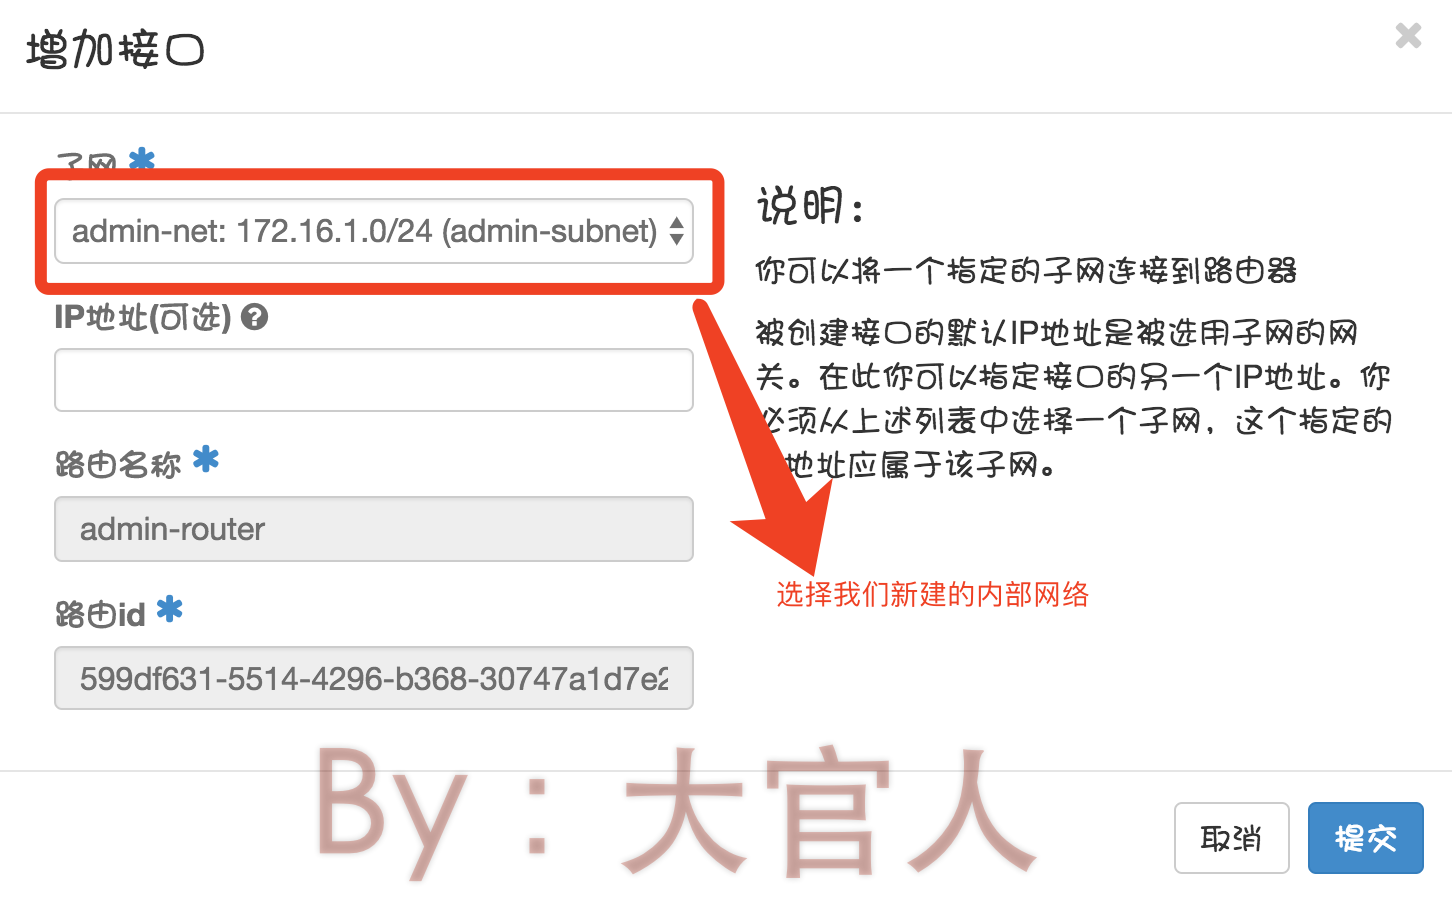 增加接口
子网
admin-net: 172.16.1.0/24 (admin-subnet)
IP地址(可选)
路由名称
admin-router
路由id
599df631-5514-4296-b368-30747a1d7e2
说明：
你可以将一个指定的子网连接到路由器
被创建接口的默认IP地址是被选用子网的网
关。在此你可以指定接口的另一个IP地址。你
必须从上述列表中选择一个子网，这个指定的
地址应属于该子网。
选择我们新建的内部网络
By：大官人
取消
提交